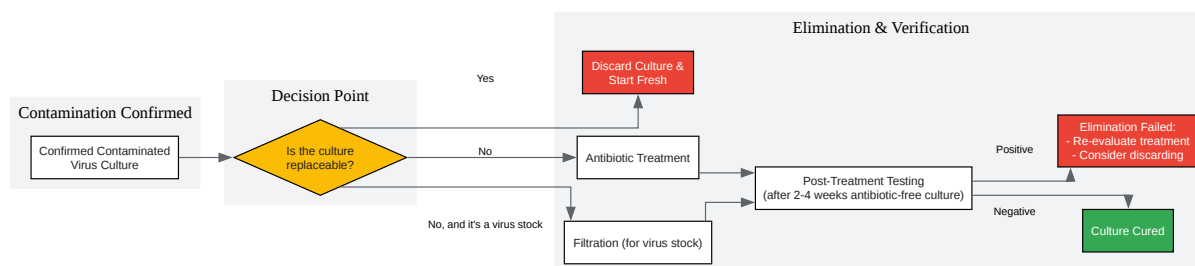 Contamination Confirmed
Confirmed Contaminated
Virus Culture
Decision Point
Is the culture
replaceable?
Yes
No
No, and it's a virus stock
Elimination & Verification
Discard Culture &
Start Fresh
Antibiotic Treatment
Filtration (for virus stock)
Post-Treatment Testing
(after 2-4 weeks antibiotic-free culture)
Positive
Negative
Elimination Failed:
- Re-evaluate treatment
- Consider discarding
Culture Cured